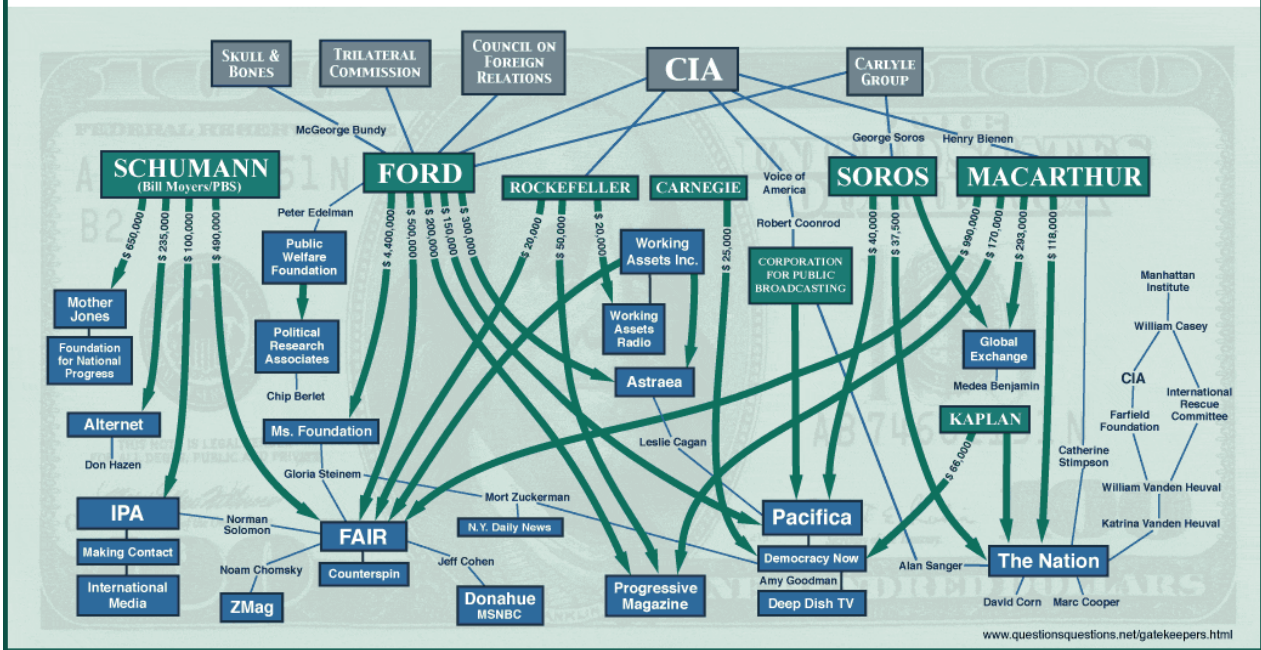 SKULL &
BONES
TRILATERAL
COMMISSION
COUNCIL ON
FOREIGN
RELATIONS
CIA
CARLYLE
GROUP
McGeorge Bundy
George Soros
Henry Bienen
SCHUMANN
(Bill Moyers/PBS)
FORD
ROCKEFELLER
CARNEGIE
Voice of
America
SOROS
MACARTHUR
$ 650,000
$ 235,000
$ 100,000
$ 490,000
Peter Edelman
$ 4,400,000
$ 500,000
$ 200,000
$ 150,000
$ 300,000
$ 20,000
$ 50,000
$ 20,000
$ 25,000
Robert Coonrod
$ 40,000
$ 37,500
$ 990,000
$ 170,000
$ 293,000
$ 118,000
Public
Welfare
Foundation
Working
Assets Inc.
CORPORATION
FOR PUBLIC
BROADCASTING
Manhattan
Institute
Mother
Jones
Foundation
for National
Progress
Political
Research
Associates
Working
Assets
Radio
William Casey
Global
Exchange
Medea Benjamin
CIA
Chip Berlet
Astraea
International
Rescue
Committee
Farfield
Foundation
Alternet
Don Hazen
Ms. Foundation
Leslie Cagan
KAPLAN
$ 66,000
Catherine
Stimpson
Gloria Steinem
Mort Zuckerman
N.Y. Daily News
William Vanden Heuval
Katrina Vanden Heuval
IPA
Making Contact
International
Media
Norman
Solomon
FAIR
Counterspin
Jeff Cohen
Noam Chomsky
ZMag
Donahue
MSNBC
Progressive
Magazine
Pacifica
Democracy Now
Amy Goodman
Deep Dish TV
Alan Sanger
The Nation
David Corn
Marc Cooper
www.questionsquestions.net/gatekeepers.html